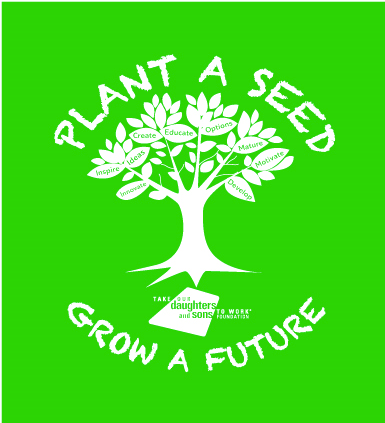 PLANT A SEED
Inspire
Ideas
Innovate
Create
Educate
Options
Mature
Motivate
Develop
TAKE OUR
daughters
and sons TO WORK®
FOUNDATION
GROW A FUTURE